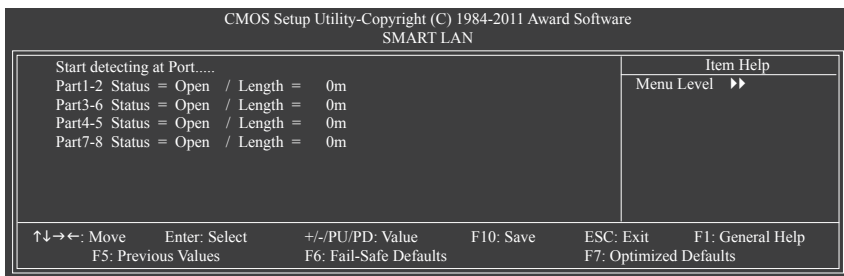 CMOS Setup Utility-Copyright (C) 1984-2011 Award Software
SMART LAN
Start detecting at Port.....
Part1-2 Status = Open / Length = 0m
Part3-6 Status = Open / Length = 0m
Part4-5 Status = Open / Length = 0m
Part7-8 Status = Open / Length = 0m
Item Help
Menu Level ▶▶
↑↓→←: Move Enter: Select +/-/PU/PD: Value F10: Save ESC: Exit F1: General Help
F5: Previous Values F6: Fail-Safe Defaults F7: Optimized Defaults